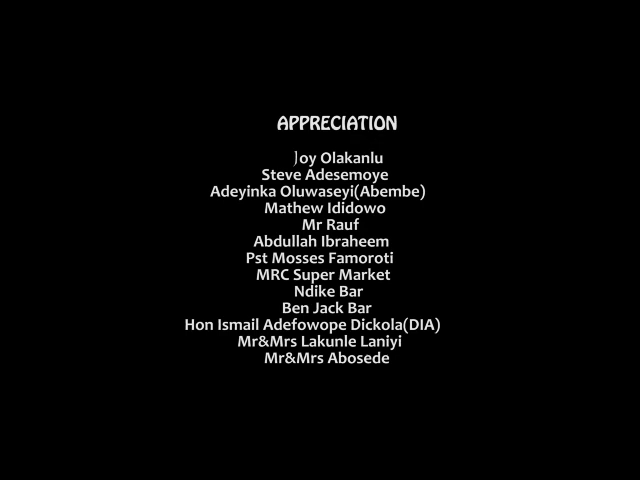 APPRECIATION
Joy Olakanlu
Steve Adesemoye
Adeyinka Oluwaseyi(Abembe)
Mathew Ididowo
Mr Rauf
Abdullah Ibraheem
Pst Mosses Famoroti
MRC Super Market
Ndike Bar
Ben Jack Bar
Hon Ismail Adefowope Dickola(DIA)
Mr&Mrs Lakunle Laniyi
Mr&Mrs Abosede